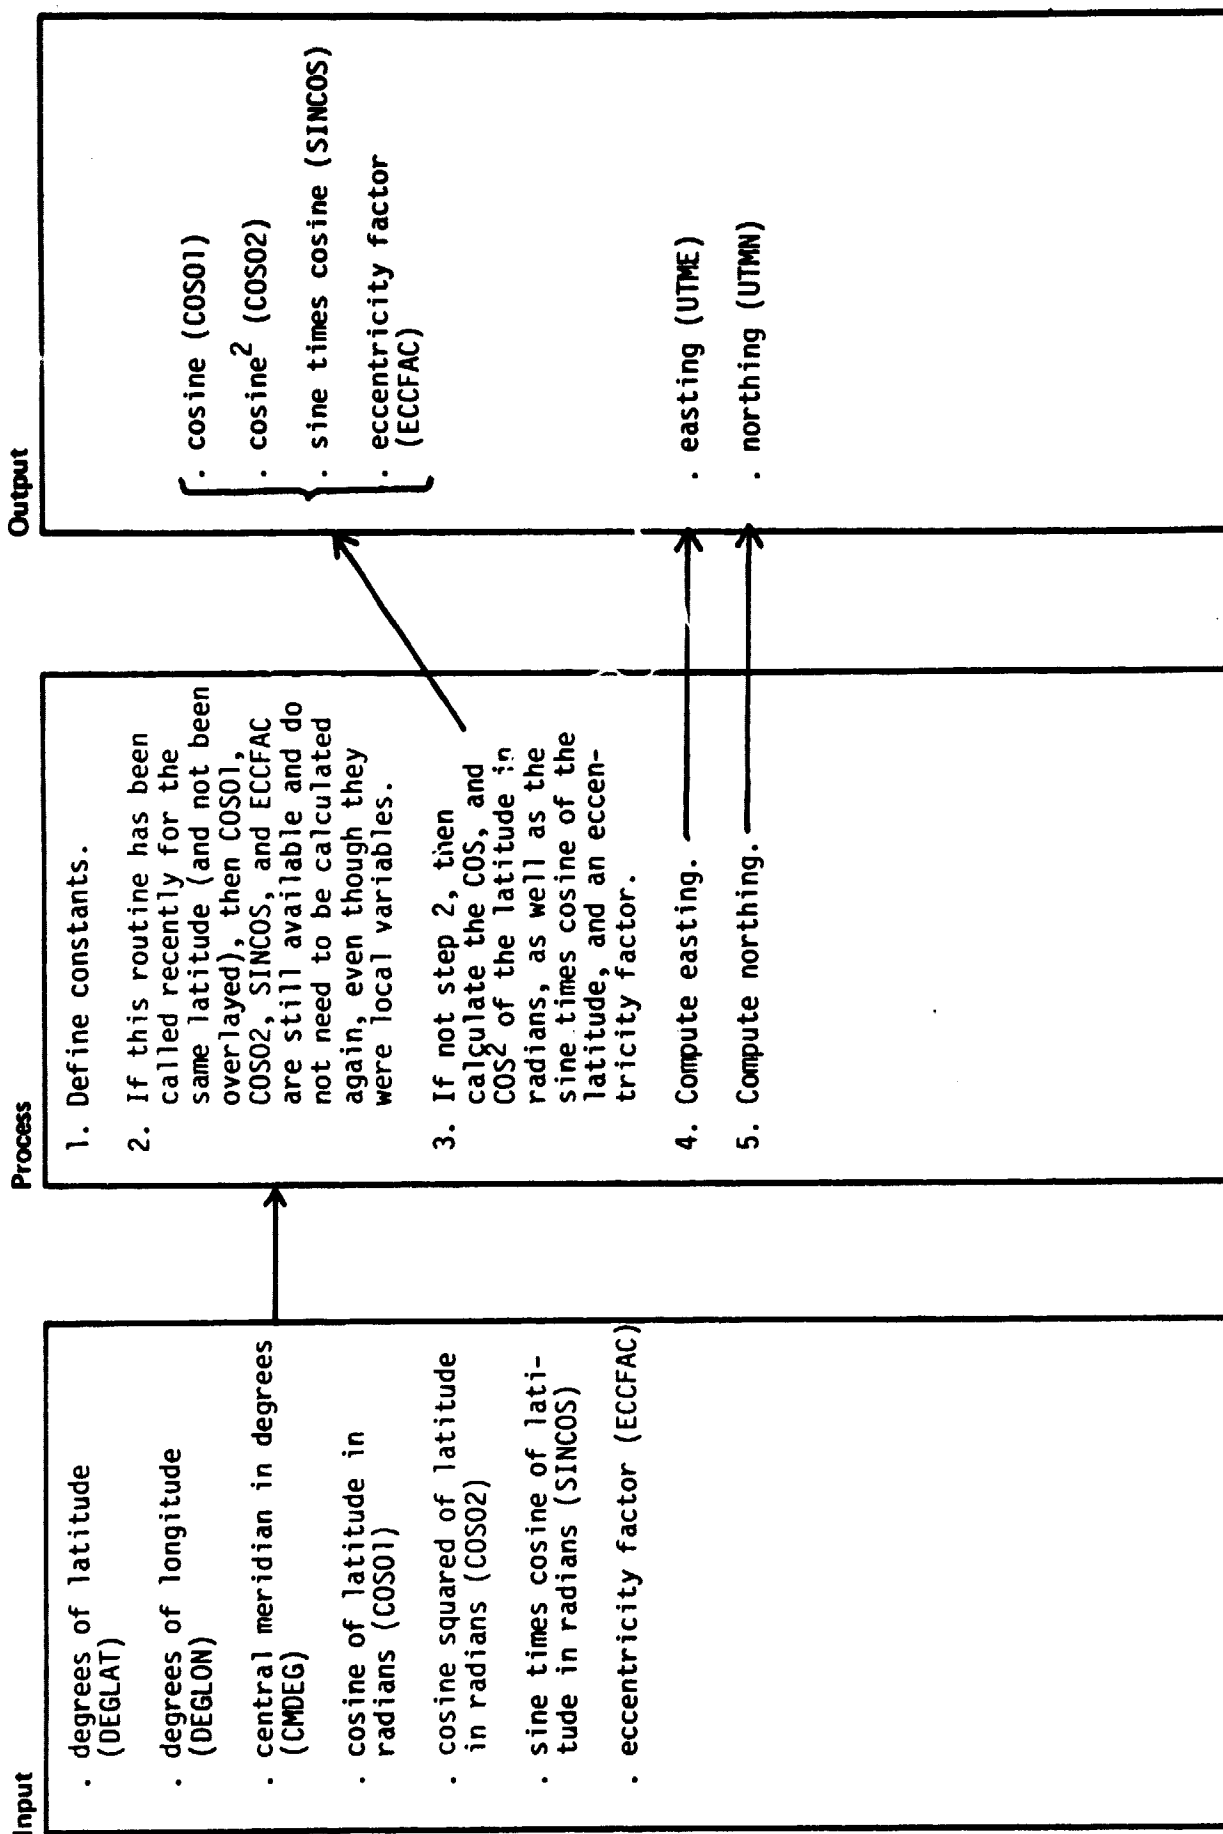 Input
. degrees of latitude
(DEGLAT)
. degrees of longitude
(DEGLON)
. central meridian in degrees
(CMDEG)
. cosine of latitude in
radians (COSO1)
. cosine squared of latitude
in radians (COSO2)
. sine times cosine of lati-
tude in radians (SINCOS)
. eccentricity factor (ECCFAC)
Process
1. Define constants.
2. If this routine has been
called recently for the
same latitude (and not been
overlayed), then COSO1,
COSO2, SINCOS, and ECCFAC
are still available and do
not need to be calculated
again, even though they
were local variables.
3. If not step 2, then
calculate the COS, and
COS² of the latitude in
radians, as well as the
sine times cosine of the
latitude, and an eccen-
tricity factor.
4. Compute easting.
5. Compute northing.
Output
. cosine (COSO1)
. cosine² (COSO2)
. sine times cosine (SINCOS)
. eccentricity factor
(ECCFAC)
. easting (UTME)
. northing (UTMN)